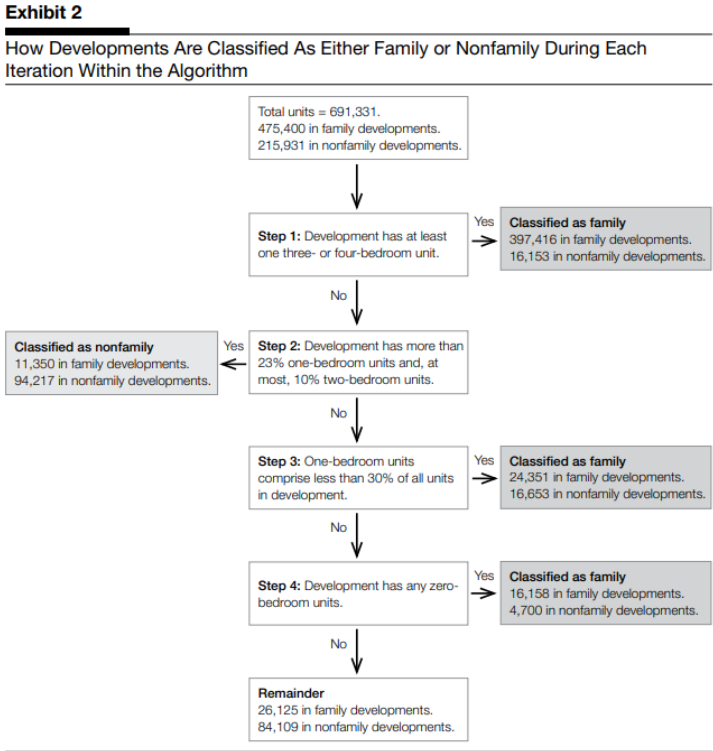 Exhibit 2
How Developments Are Classified As Either Family or Nonfamily During Each
Iteration Within the Algorithm
Total units = 691,331.
475,400 in family developments.
215,931 in nonfamily developments.
Step 1: Development has at least
one three- or four-bedroom unit.
Yes
Classified as family
397,416 in family developments.
16,153 in nonfamily developments.
No
Step 2: Development has more than
23% one-bedroom units and, at
most, 10% two-bedroom units.
Yes
Classified as nonfamily
11,350 in family developments.
94,217 in nonfamily developments.
No
Step 3: One-bedroom units
comprise less than 30% of all units
in development.
Yes
Classified as family
24,351 in family developments.
16,653 in nonfamily developments.
No
Step 4: Development has any zero-
bedroom units.
Yes
Classified as family
16,158 in family developments.
4,700 in nonfamily developments.
No
Remainder
26,125 in family developments.
84,109 in nonfamily developments.